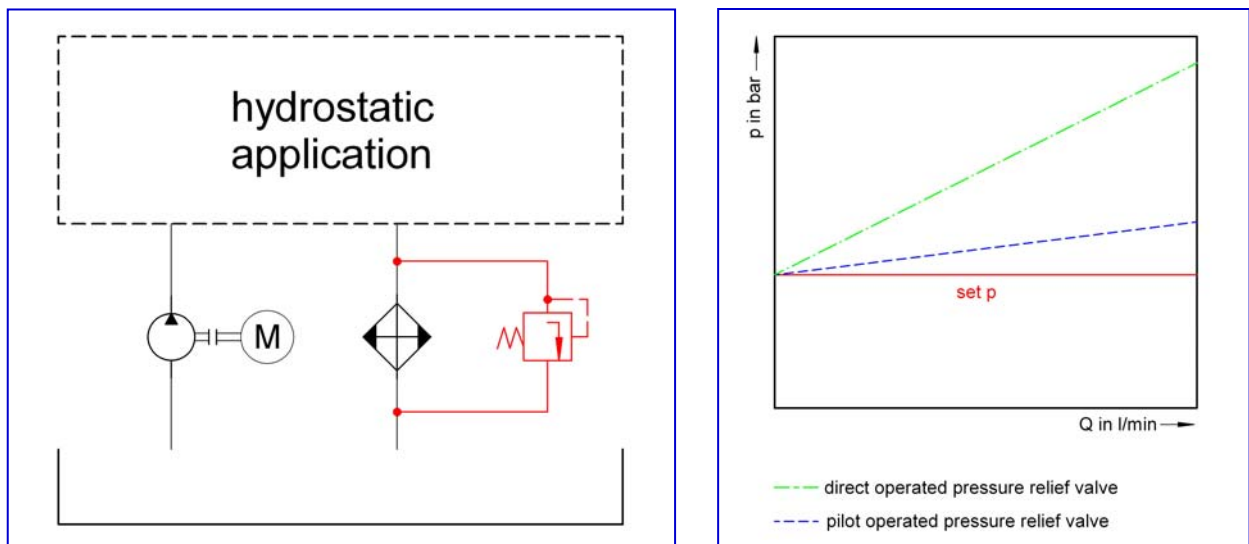 hydrostatic
application
M
p in bar
set p
Q in l/min
direct operated pressure relief valve
pilot operated pressure relief valve